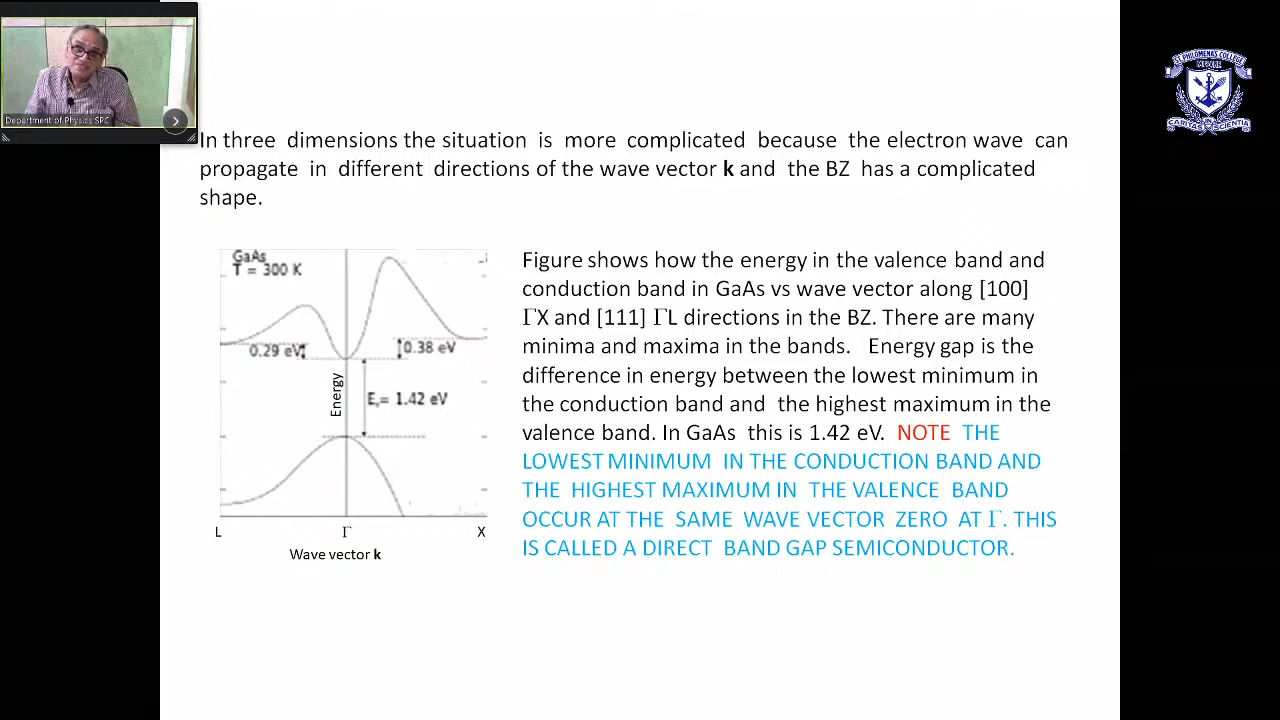 Department of Physics SPC
ST PHILOMENA'S COLLEGE
MYSORE
CARITAS ET SCIENTIA
In three dimensions the situation is more complicated because the electron wave can
propagate in different directions of the wave vector k and the BZ has a complicated
shape.
GaAs
T = 300 K
0.29 eV
0.38 eV
Energy
Eg= 1.42 eV
L Γ X
Wave vector k
Figure shows how the energy in the valence band and
conduction band in GaAs vs wave vector along [100]
ΓX and [111] ΓL directions in the BZ. There are many
minima and maxima in the bands. Energy gap is the
difference in energy between the lowest minimum in
the conduction band and the highest maximum in the
valence band. In GaAs this is 1.42 eV. NOTE THE
LOWEST MINIMUM IN THE CONDUCTION BAND AND
THE HIGHEST MAXIMUM IN THE VALENCE BAND
OCCUR AT THE SAME WAVE VECTOR ZERO AT Γ. THIS
IS CALLED A DIRECT BAND GAP SEMICONDUCTOR.